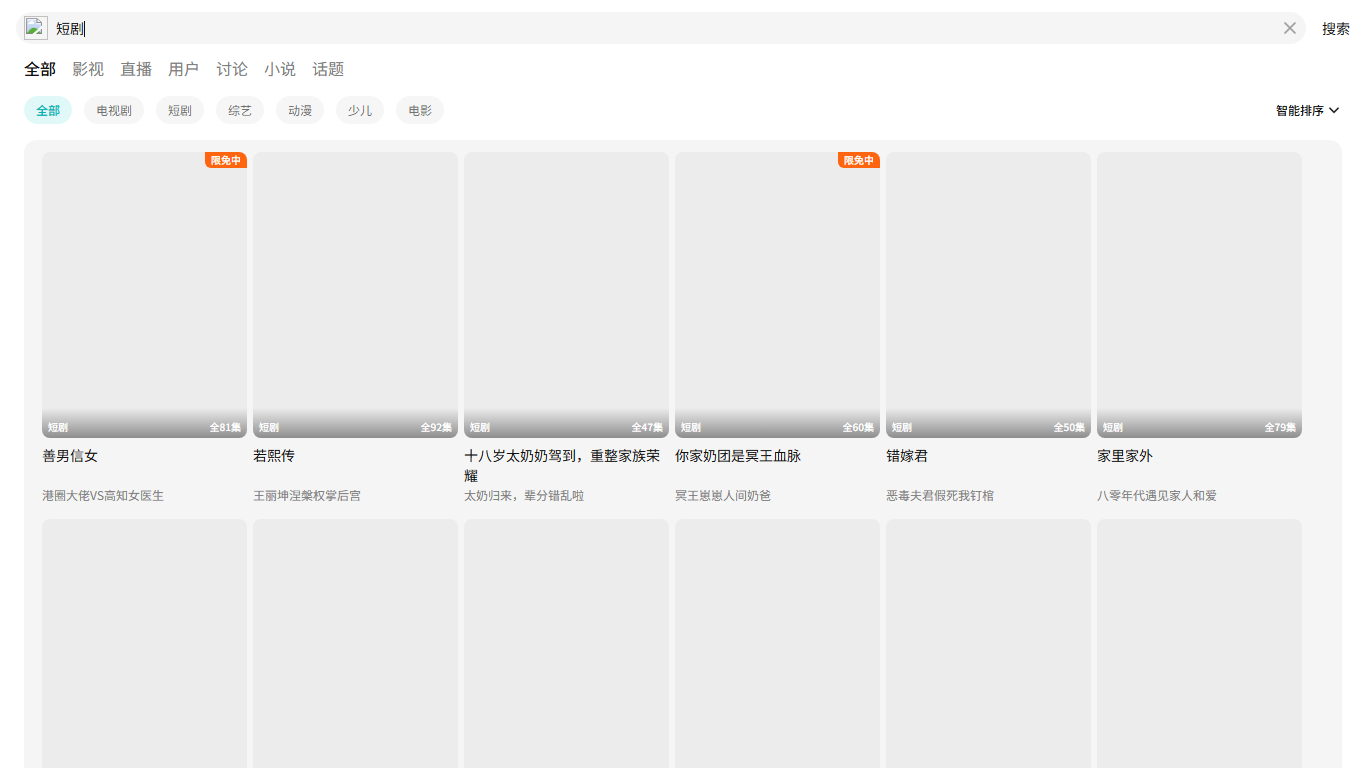 短剧
搜索
全部 影视 直播 用户 讨论 小说 话题
全部 电视剧 短剧 综艺 动漫 少儿 电影
智能排序
限免中
限免中
短剧 全81集
短剧 全92集
短剧 全47集
短剧 全60集
短剧 全50集
短剧 全79集
善男信女
港圈大佬VS高知女医生
若熙传
王丽坤涅槃权掌后宫
十八岁太奶奶驾到，重整家族荣
耀
太奶归来，辈分错乱啦
你家奶团是冥王血脉
冥王崽崽人间奶爸
错嫁君
恶毒夫君假死我钉棺
家里家外
八零年代遇见家人和爱